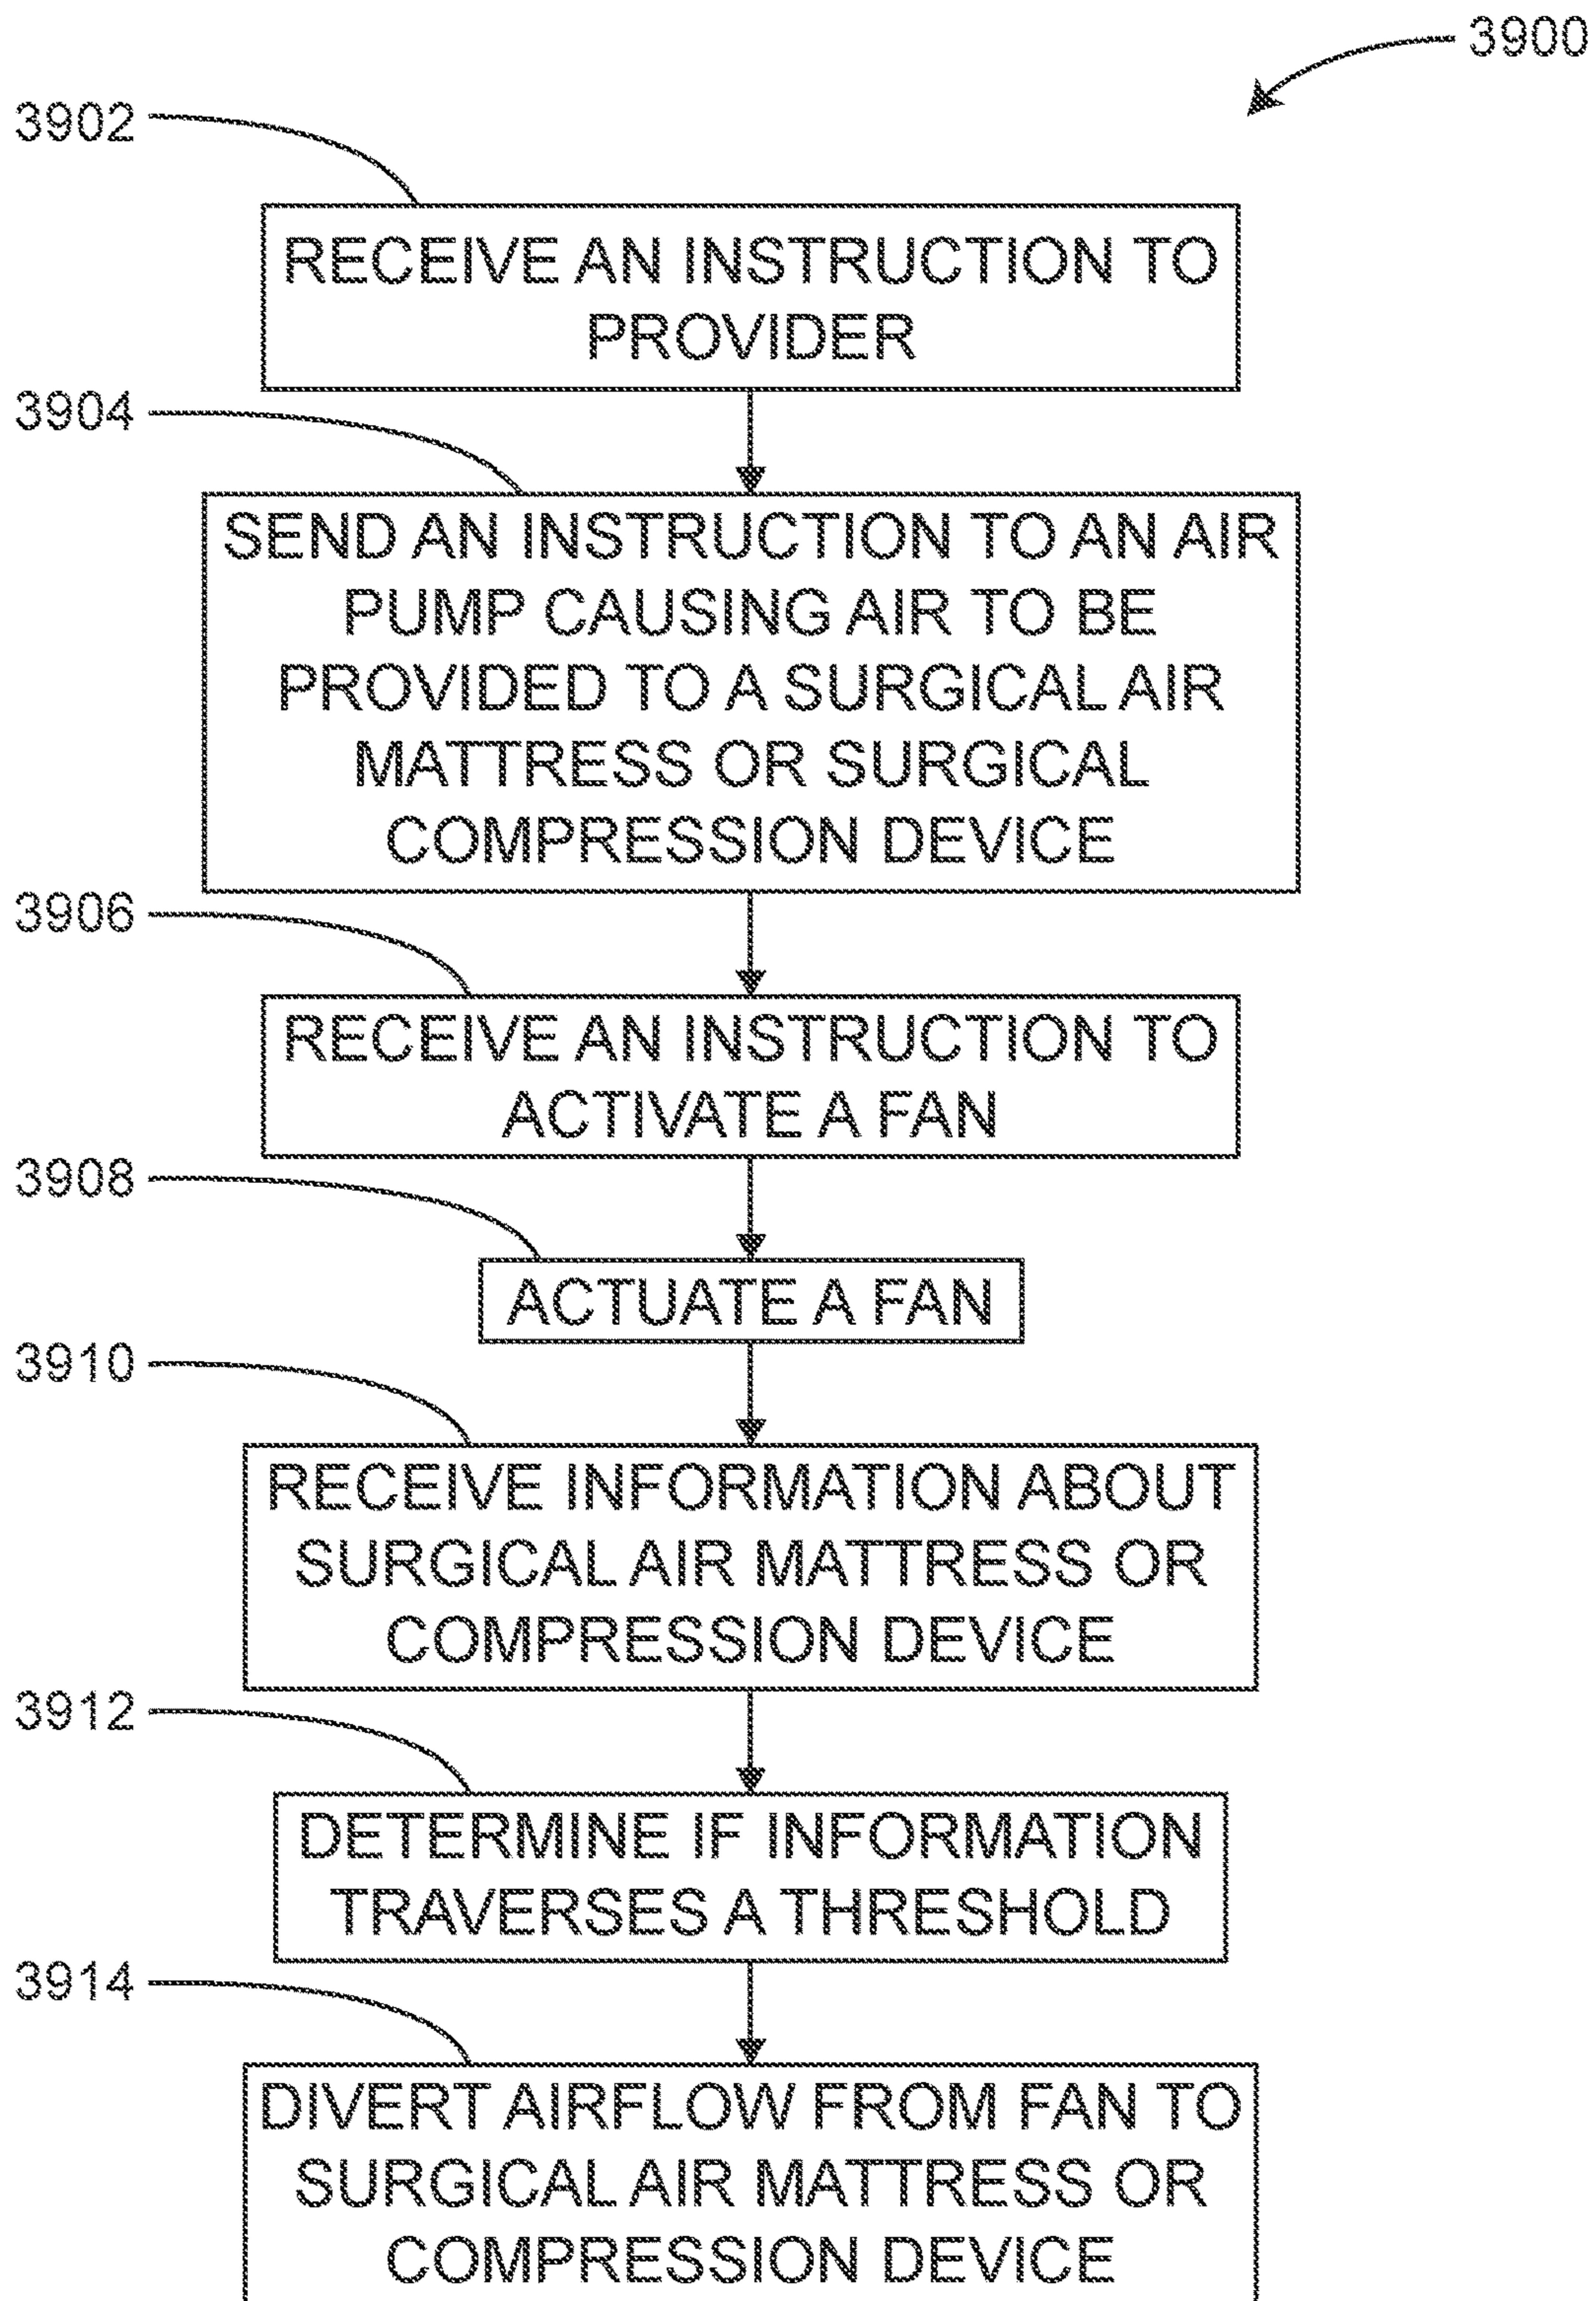 3900
3902
RECEIVE AN INSTRUCTION TO
PROVIDER
3904
SEND AN INSTRUCTION TO AN AIR
PUMP CAUSING AIR TO BE
PROVIDED TO A SURGICAL AIR
MATTRESS OR SURGICAL
COMPRESSION DEVICE
3906
RECEIVE AN INSTRUCTION TO
ACTIVATE A FAN
3908
ACTUATE A FAN
3910
RECEIVE INFORMATION ABOUT
SURGICAL AIR MATTRESS OR
COMPRESSION DEVICE
3912
DETERMINE IF INFORMATION
TRAVERSES A THRESHOLD
3914
DIVERT AIRFLOW FROM FAN TO
SURGICAL AIR MATTRESS OR
COMPRESSION DEVICE